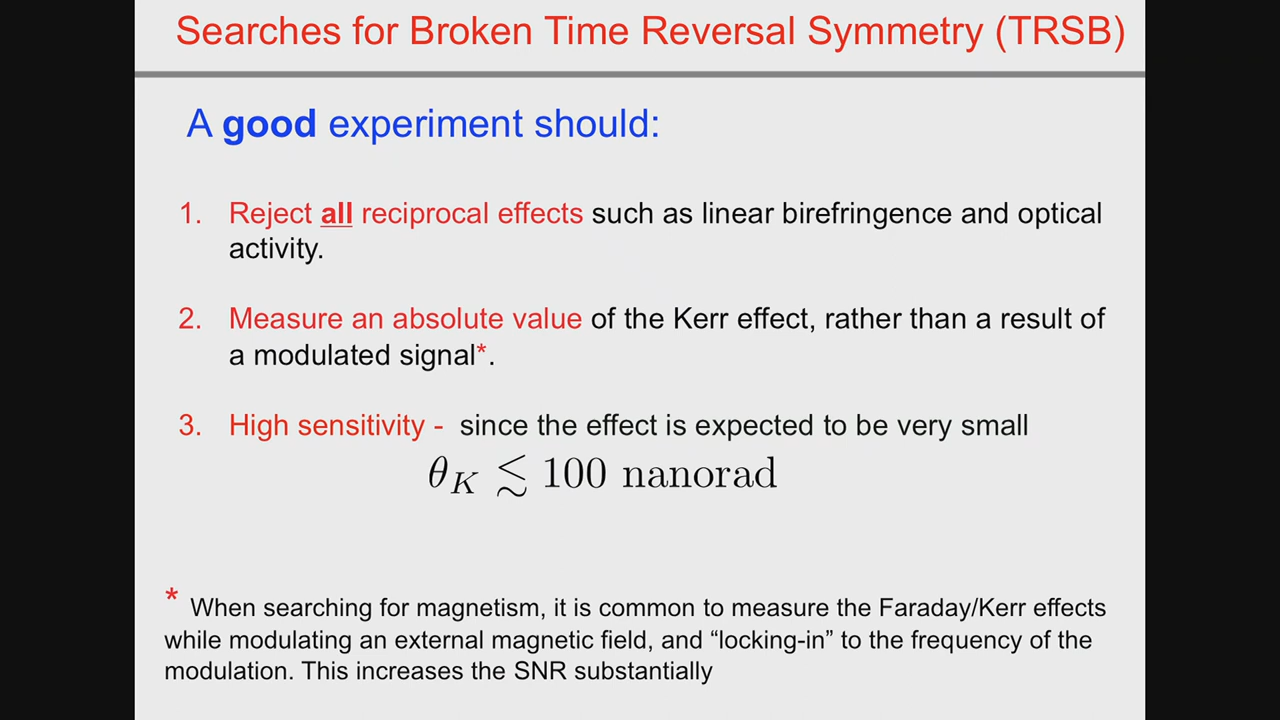 Searches for Broken Time Reversal Symmetry (TRSB)
A good experiment should:
1. Reject all reciprocal effects such as linear birefringence and optical
activity.
2. Measure an absolute value of the Kerr effect, rather than a result of
a modulated signal*.
3. High sensitivity - since the effect is expected to be very small
θ_K ≲ 100 nanorad
* When searching for magnetism, it is common to measure the Faraday/Kerr effects
while modulating an external magnetic field, and “locking-in” to the frequency of the
modulation. This increases the SNR substantially